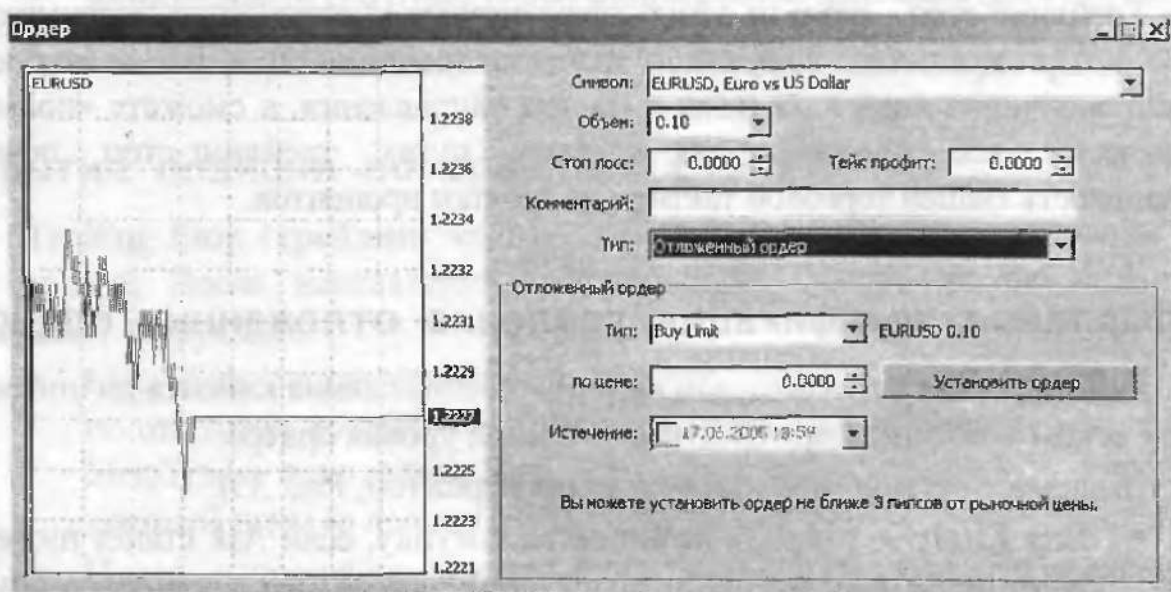 Ордер
EURUSD
1.2238
1.2236
1.2234
1.2232
1.2231
1.2229
1.2227
1.2225
1.2223
1.2221
Символ: EURUSD, Euro vs US Dollar
Объем: 0.10
Стоп лосс: 0.0000 Тейк профит: 0.0000
Комментарий:
Тип: Отложенный ордер
Отложенный ордер
Тип: Buy Limit EURUSD 0.10
по цене: 0.0000 Установить ордер
Истечение: 17.06.2005
Вы можете установить ордер не ближе 3 пипсов от рыночной цены.